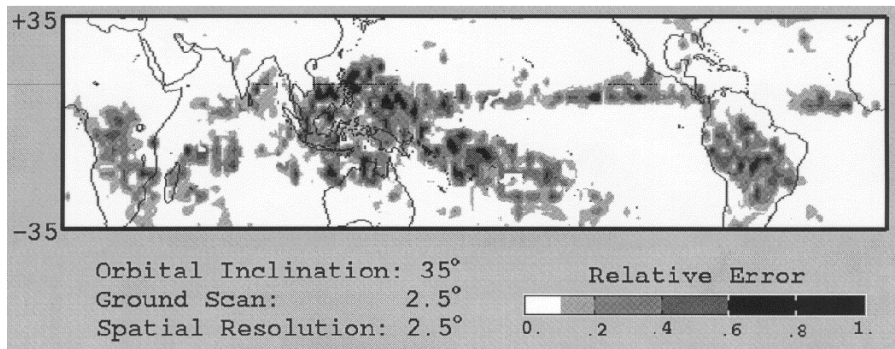 +35
-35
Orbital Inclination: 35°
Ground Scan: 2.5°
Spatial Resolution: 2.5°
Relative Error
0. .2 .4 .6 .8 1.